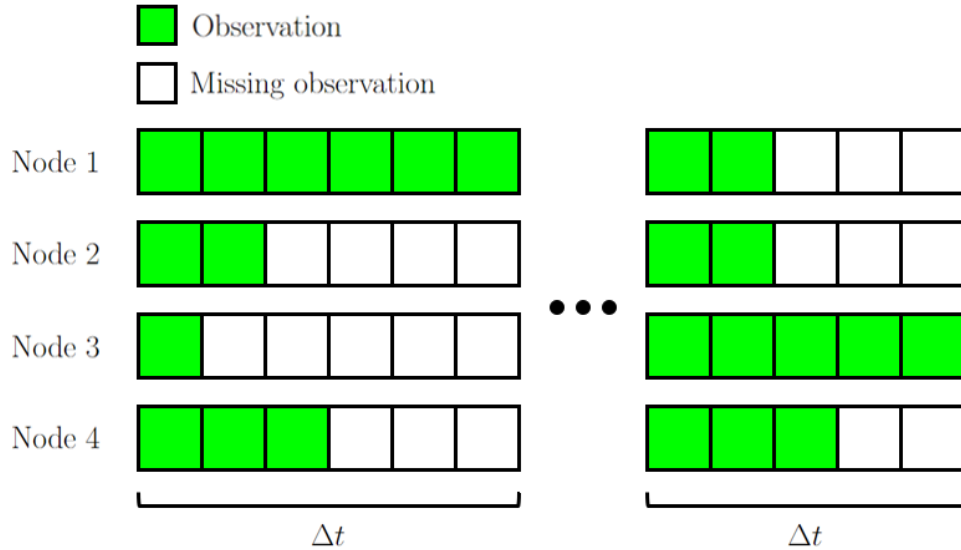 Observation
Missing observation
Node 1
Node 2
Node 3
Node 4
Δt Δt